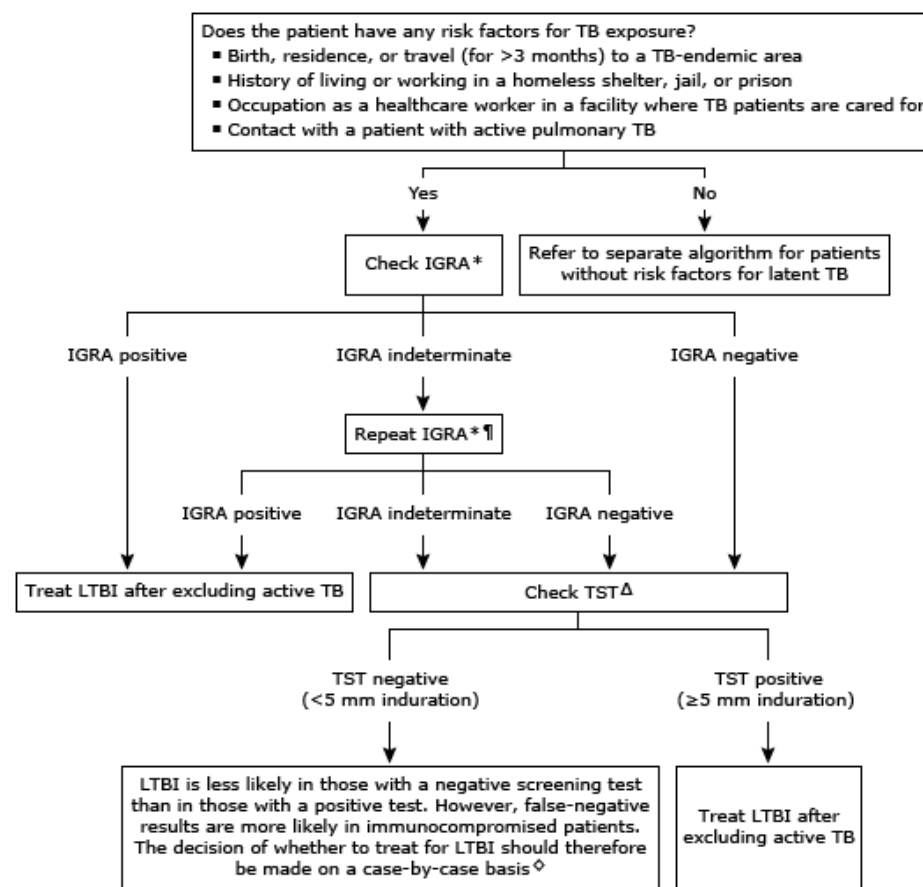 Does the patient have any risk factors for TB exposure?
▪ Birth, residence, or travel (for >3 months) to a TB-endemic area
▪ History of living or working in a homeless shelter, jail, or prison
▪ Occupation as a healthcare worker in a facility where TB patients are cared for
▪ Contact with a patient with active pulmonary TB
Yes
No
Check IGRA*
Refer to separate algorithm for patients
without risk factors for latent TB
IGRA positive
IGRA indeterminate
IGRA negative
Repeat IGRA*¶
IGRA positive
IGRA indeterminate
IGRA negative
Treat LTBI after excluding active TB
Check TSTΔ
TST negative
(<5 mm induration)
TST positive
(≥5 mm induration)
LTBI is less likely in those with a negative screening test
than in those with a positive test. However, false-negative
results are more likely in immunocompromised patients.
The decision of whether to treat for LTBI should therefore
be made on a case-by-case basis◇
Treat LTBI after
excluding active TB